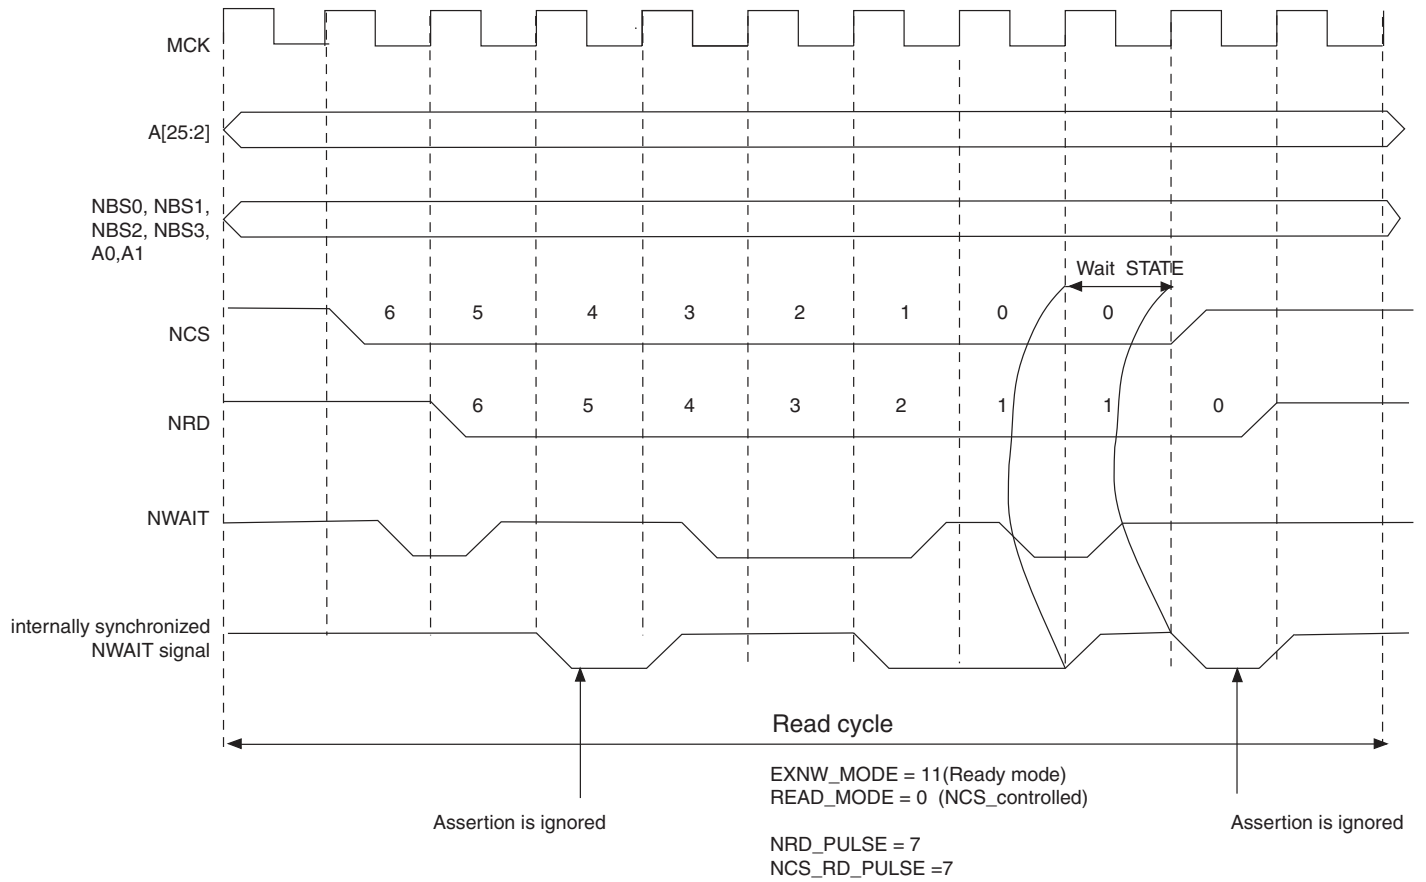 MCK
A[25:2]
NBS0, NBS1,
NBS2, NBS3,
A0,A1
Wait STATE
NCS
6 5 4 3 2 1 0 0
NRD
6 5 4 3 2 1 1 0
NWAIT
internally synchronized
NWAIT signal
Read cycle
EXNW_MODE = 11(Ready mode)
READ_MODE = 0 (NCS_controlled)
Assertion is ignored
Assertion is ignored
NRD_PULSE = 7
NCS_RD_PULSE =7